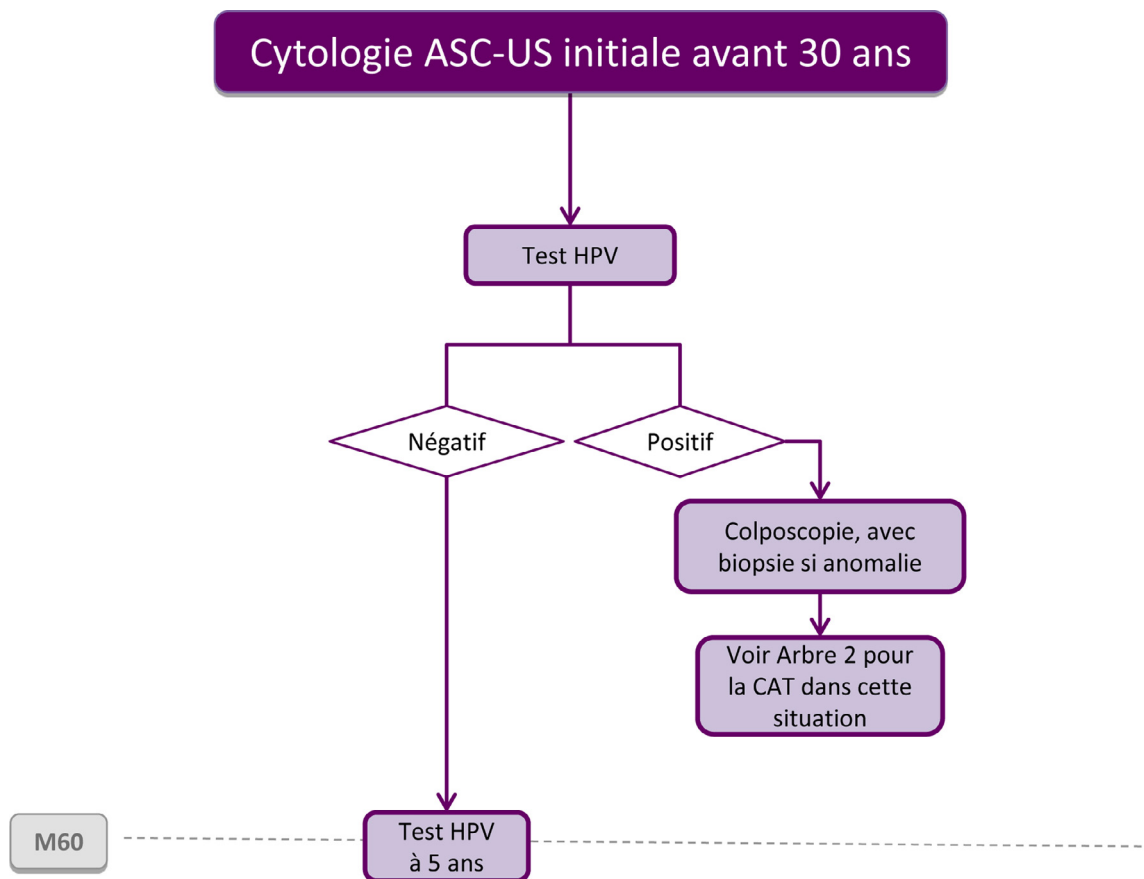 Cytologie ASC-US initiale avant 30 ans
Test HPV
Négatif
Positif
Colposcopie, avec
biopsie si anomalie
Voir Arbre 2 pour
la CAT dans cette
situation
M60
Test HPV
à 5 ans